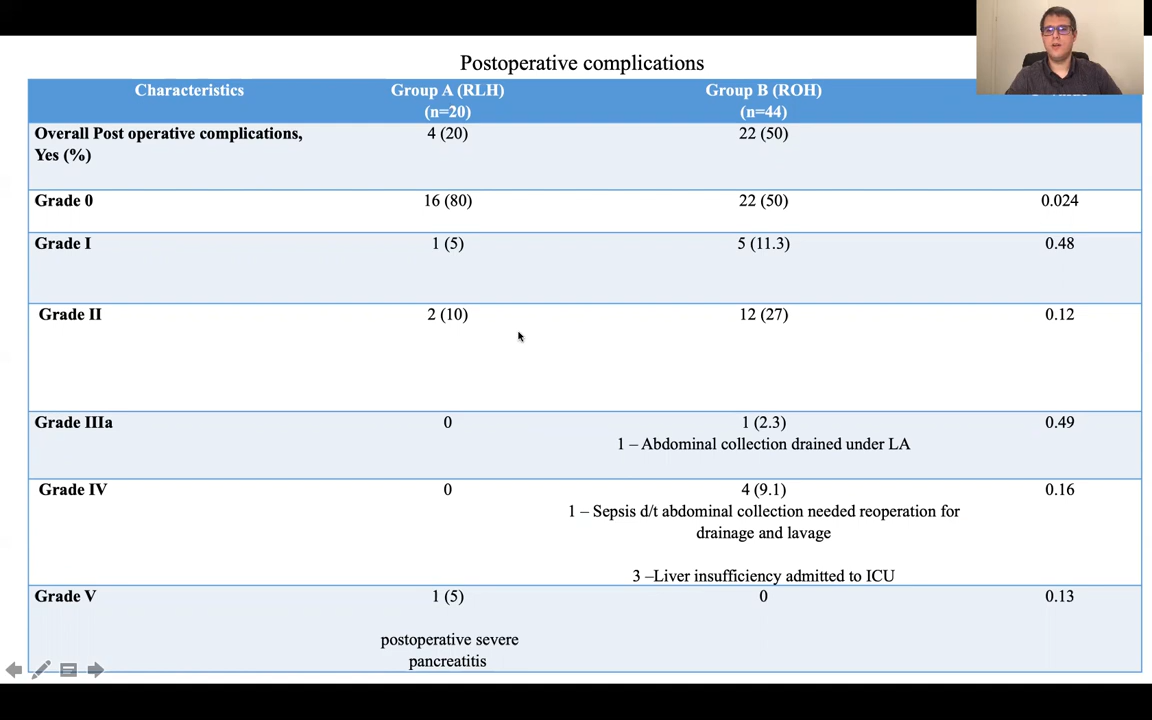 Postoperative complications
Characteristics
Group A (RLH)
(n=20)
Group B (ROH)
(n=44)
Overall Post operative complications,
Yes (%)
4 (20)
22 (50)
Grade 0
16 (80)
22 (50)
0.024
Grade I
1 (5)
5 (11.3)
0.48
Grade II
2 (10)
12 (27)
0.12
Grade IIIa
0
1 (2.3)
1 – Abdominal collection drained under LA
0.49
Grade IV
0
4 (9.1)
1 – Sepsis d/t abdominal collection needed reoperation for
drainage and lavage
3 –Liver insufficiency admitted to ICU
0.16
Grade V
1 (5)
postoperative severe
pancreatitis
0
0.13